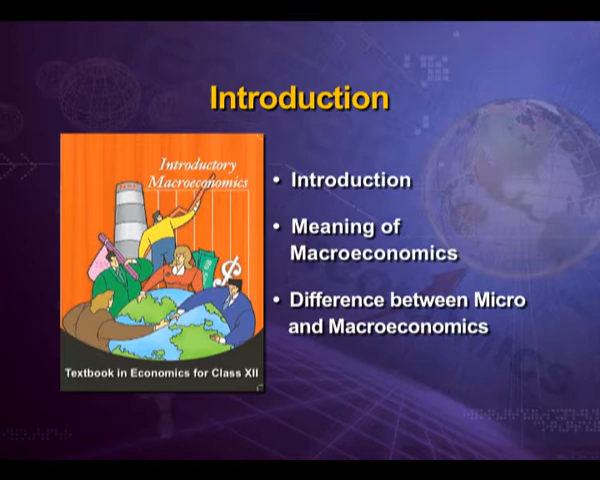 Introduction
Introductory
Macroeconomics
• Introduction
• Meaning of
Macroeconomics
• Difference between Micro
and Macroeconomics
Textbook in Economics for Class XII